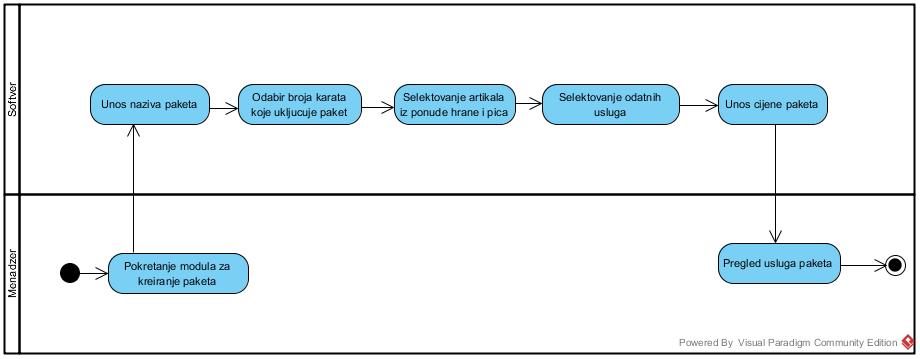 Softver
Unos naziva paketa
Odabir broja karata
koje ukljucuje paket
Selektovanje artikala
iz ponude hrane i pica
Selektovanje odatnih
usluga
Unos cijene paketa
Menadzer
Pokretanje modula za
kreiranje paketa
Pregled usluga paketa
Powered By Visual Paradigm Community Edition